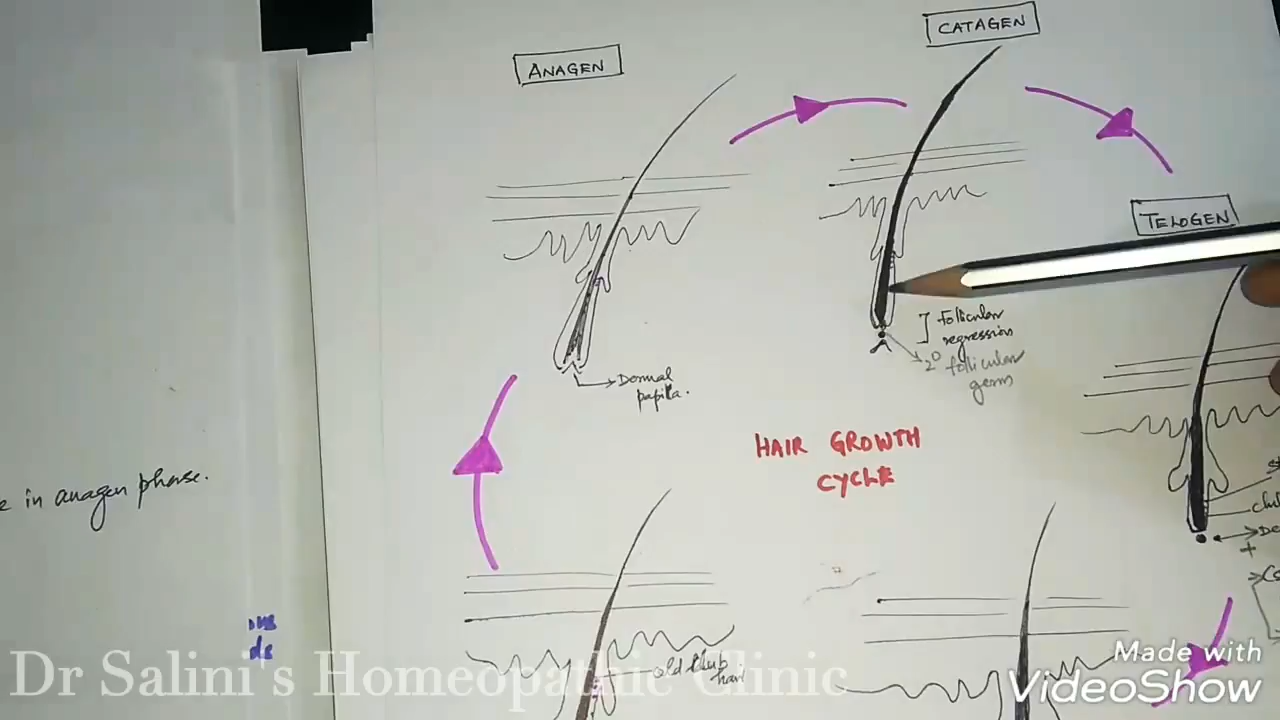 CATAGEN
ANAGEN
TELOGEN
Follicular
regression
2° follicular
germ
Dermal
papilla.
HAIR GROWTH
CYCLE
in anagen phase.
old club
hair
Dr Salini's Homeopathic Clinic
Made with
VideoShow